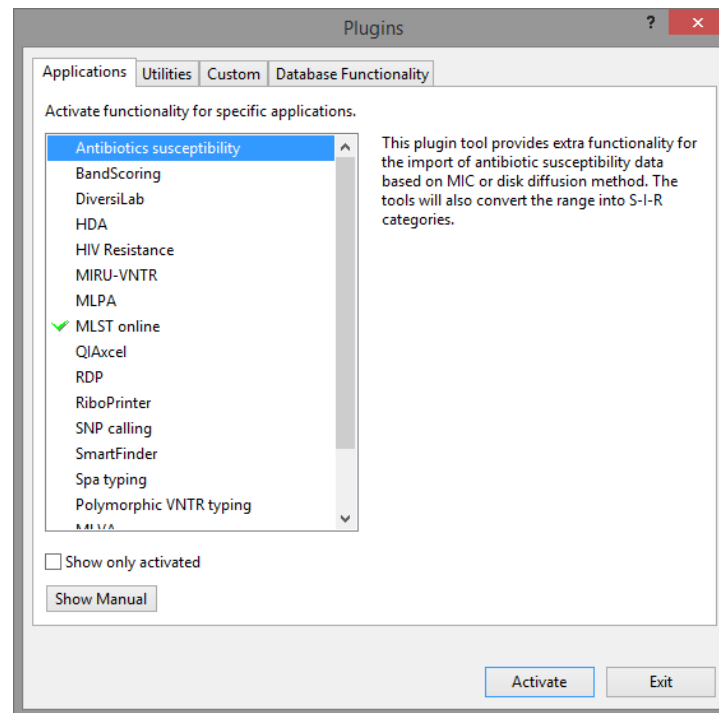 Plugins
?
Applications
Utilities
Custom
Database Functionality
Activate functionality for specific applications.
Antibiotics susceptibility
BandScoring
DiversiLab
HDA
HIV Resistance
MIRU-VNTR
MLPA
MLST online
QIAxcel
RDP
RiboPrinter
SNP calling
SmartFinder
Spa typing
Polymorphic VNTR typing
MLVA
This plugin tool provides extra functionality for
the import of antibiotic susceptibility data
based on MIC or disk diffusion method. The
tools will also convert the range into S-I-R
categories.
Show only activated
Show Manual
Activate
Exit